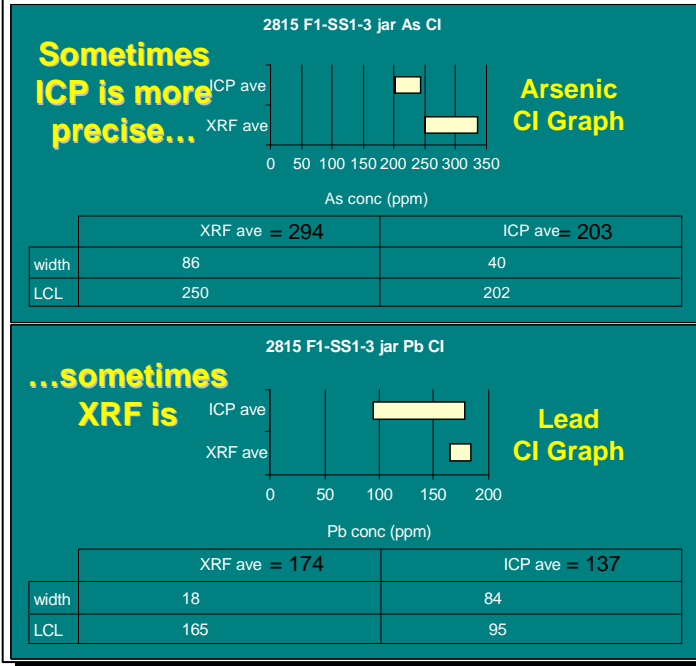 2815 F1-SS1-3 jar As CI
Sometimes
ICP is more
precise…
ICP ave
XRF ave
0 50 100 150 200 250 300 350
As conc (ppm)
Arsenic
CI Graph
XRF ave = 294 ICP ave= 203
width 86 40
LCL 250 202
2815 F1-SS1-3 jar Pb CI
…sometimes
XRF is
ICP ave
XRF ave
0 50 100 150 200
Pb conc (ppm)
Lead
CI Graph
XRF ave = 174 ICP ave = 137
width 18 84
LCL 165 95